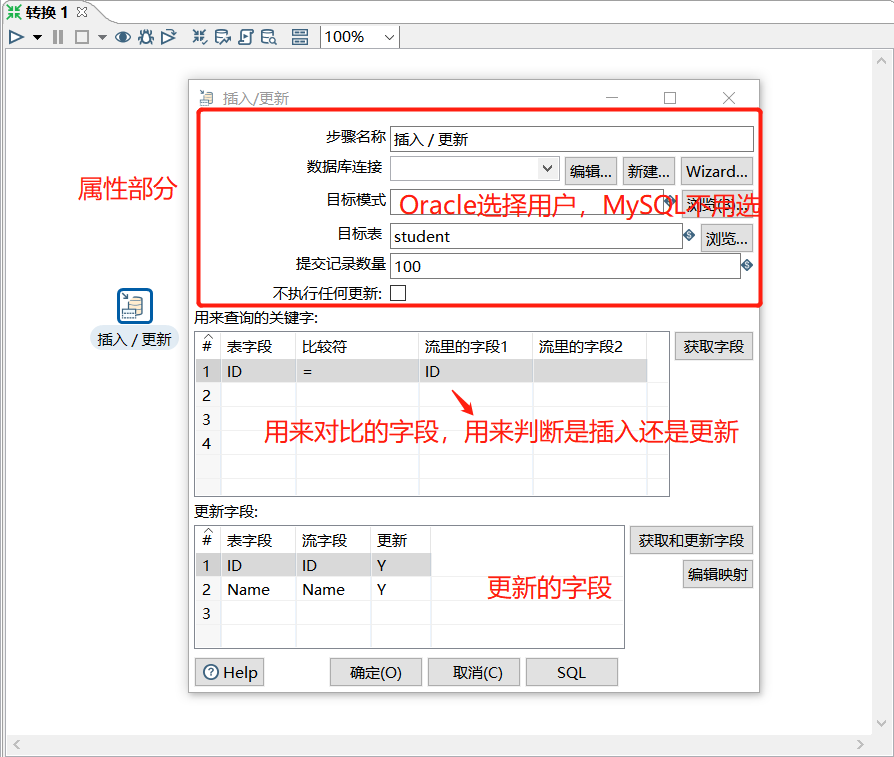 转换 1
100%
插入/更新
步骤名称 插入 / 更新
数据库连接 编辑... 新建... Wizard...
属性部分
目标模式 Oracle选择用户，MySQL不用选 浏览(B)...
目标表 student 浏览...
提交记录数量 100
不执行任何更新:
插入 / 更新
用来查询的关键字:
# 表字段 比较符 流里的字段1 流里的字段2 获取字段
1 ID = ID
2
3
用来对比的字段，用来判断是插入还是更新
4
更新字段:
# 表字段 流字段 更新 获取和更新字段
1 ID ID Y 编辑映射
2 Name Name Y 更新的字段
3
Help 确定(O) 取消(C) SQL